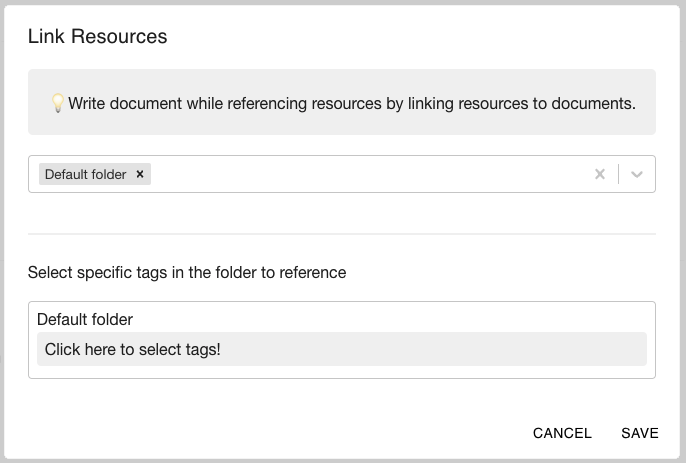 Link Resources
💡Write document while referencing resources by linking resources to documents.
Default folder ×
Select specific tags in the folder to reference
Default folder
Click here to select tags!
CANCEL SAVE